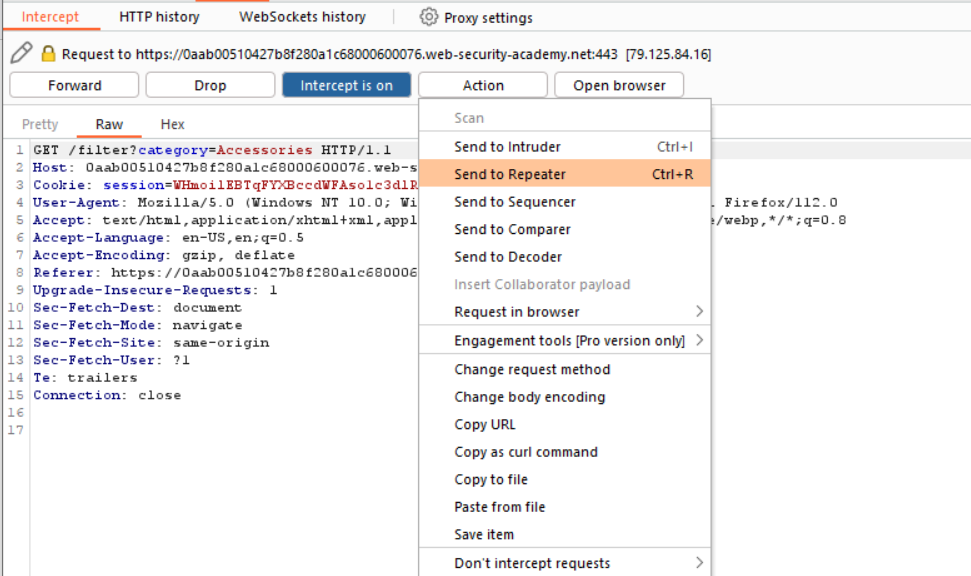 Intercept HTTP history WebSockets history Proxy settings
Request to https://0aab00510427b8f280a1c68000600076.web-security-academy.net:443 [79.125.84.16]
Forward Drop Intercept is on Action Open browser
Pretty Raw Hex
1 GET /filter?category=Accessories HTTP/1.1
2 Host: 0aab00510427b8f280a1c68000600076.web-s
3 Cookie: session=WHmoilEBTqFYXBccdWFAsolc3dlR
4 User-Agent: Mozilla/5.0 (Windows NT 10.0; Wi l Firefox/112.0
5 Accept: text/html,application/xhtml+xml,appl e/webp,*/*;q=0.8
6 Accept-Language: en-US,en;q=0.5
7 Accept-Encoding: gzip, deflate
8 Referer: https://0aab00510427b8f280a1c680006
9 Upgrade-Insecure-Requests: 1
10 Sec-Fetch-Dest: document
11 Sec-Fetch-Mode: navigate
12 Sec-Fetch-Site: same-origin
13 Sec-Fetch-User: ?1
14 Te: trailers
15 Connection: close
16
17
Scan
Send to Intruder Ctrl+I
Send to Repeater Ctrl+R
Send to Sequencer
Send to Comparer
Send to Decoder
Insert Collaborator payload
Request in browser
Engagement tools [Pro version only]
Change request method
Change body encoding
Copy URL
Copy as curl command
Copy to file
Paste from file
Save item
Don't intercept requests